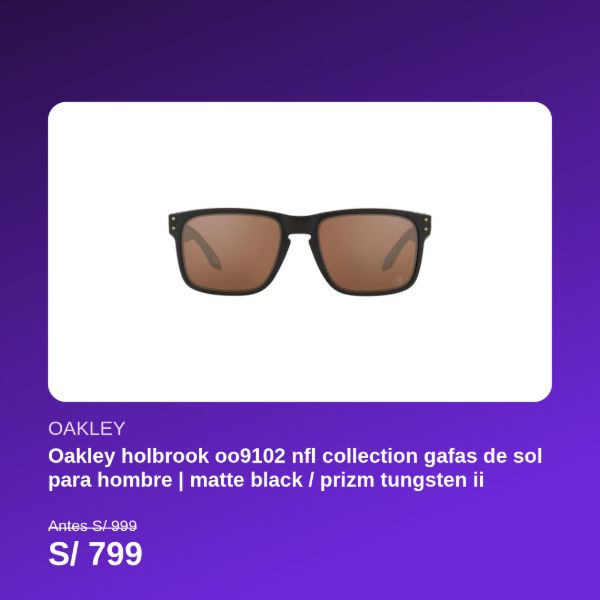 OAKLEY
Oakley holbrook oo9102 nfl collection gafas de sol
para hombre | matte black / prizm tungsten ii
Antes S/ 999
S/ 799